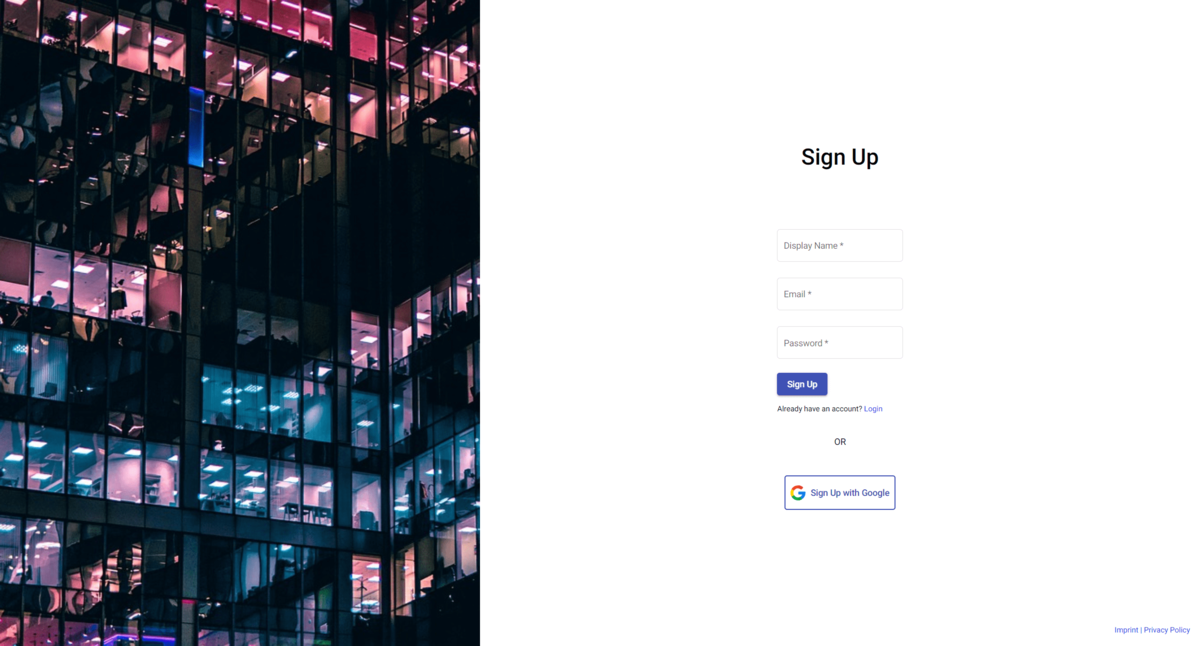 Sign Up
Display Name *
Email *
Password *
Sign Up
Already have an account? Login
OR
Sign Up with Google
Imprint | Privacy Policy